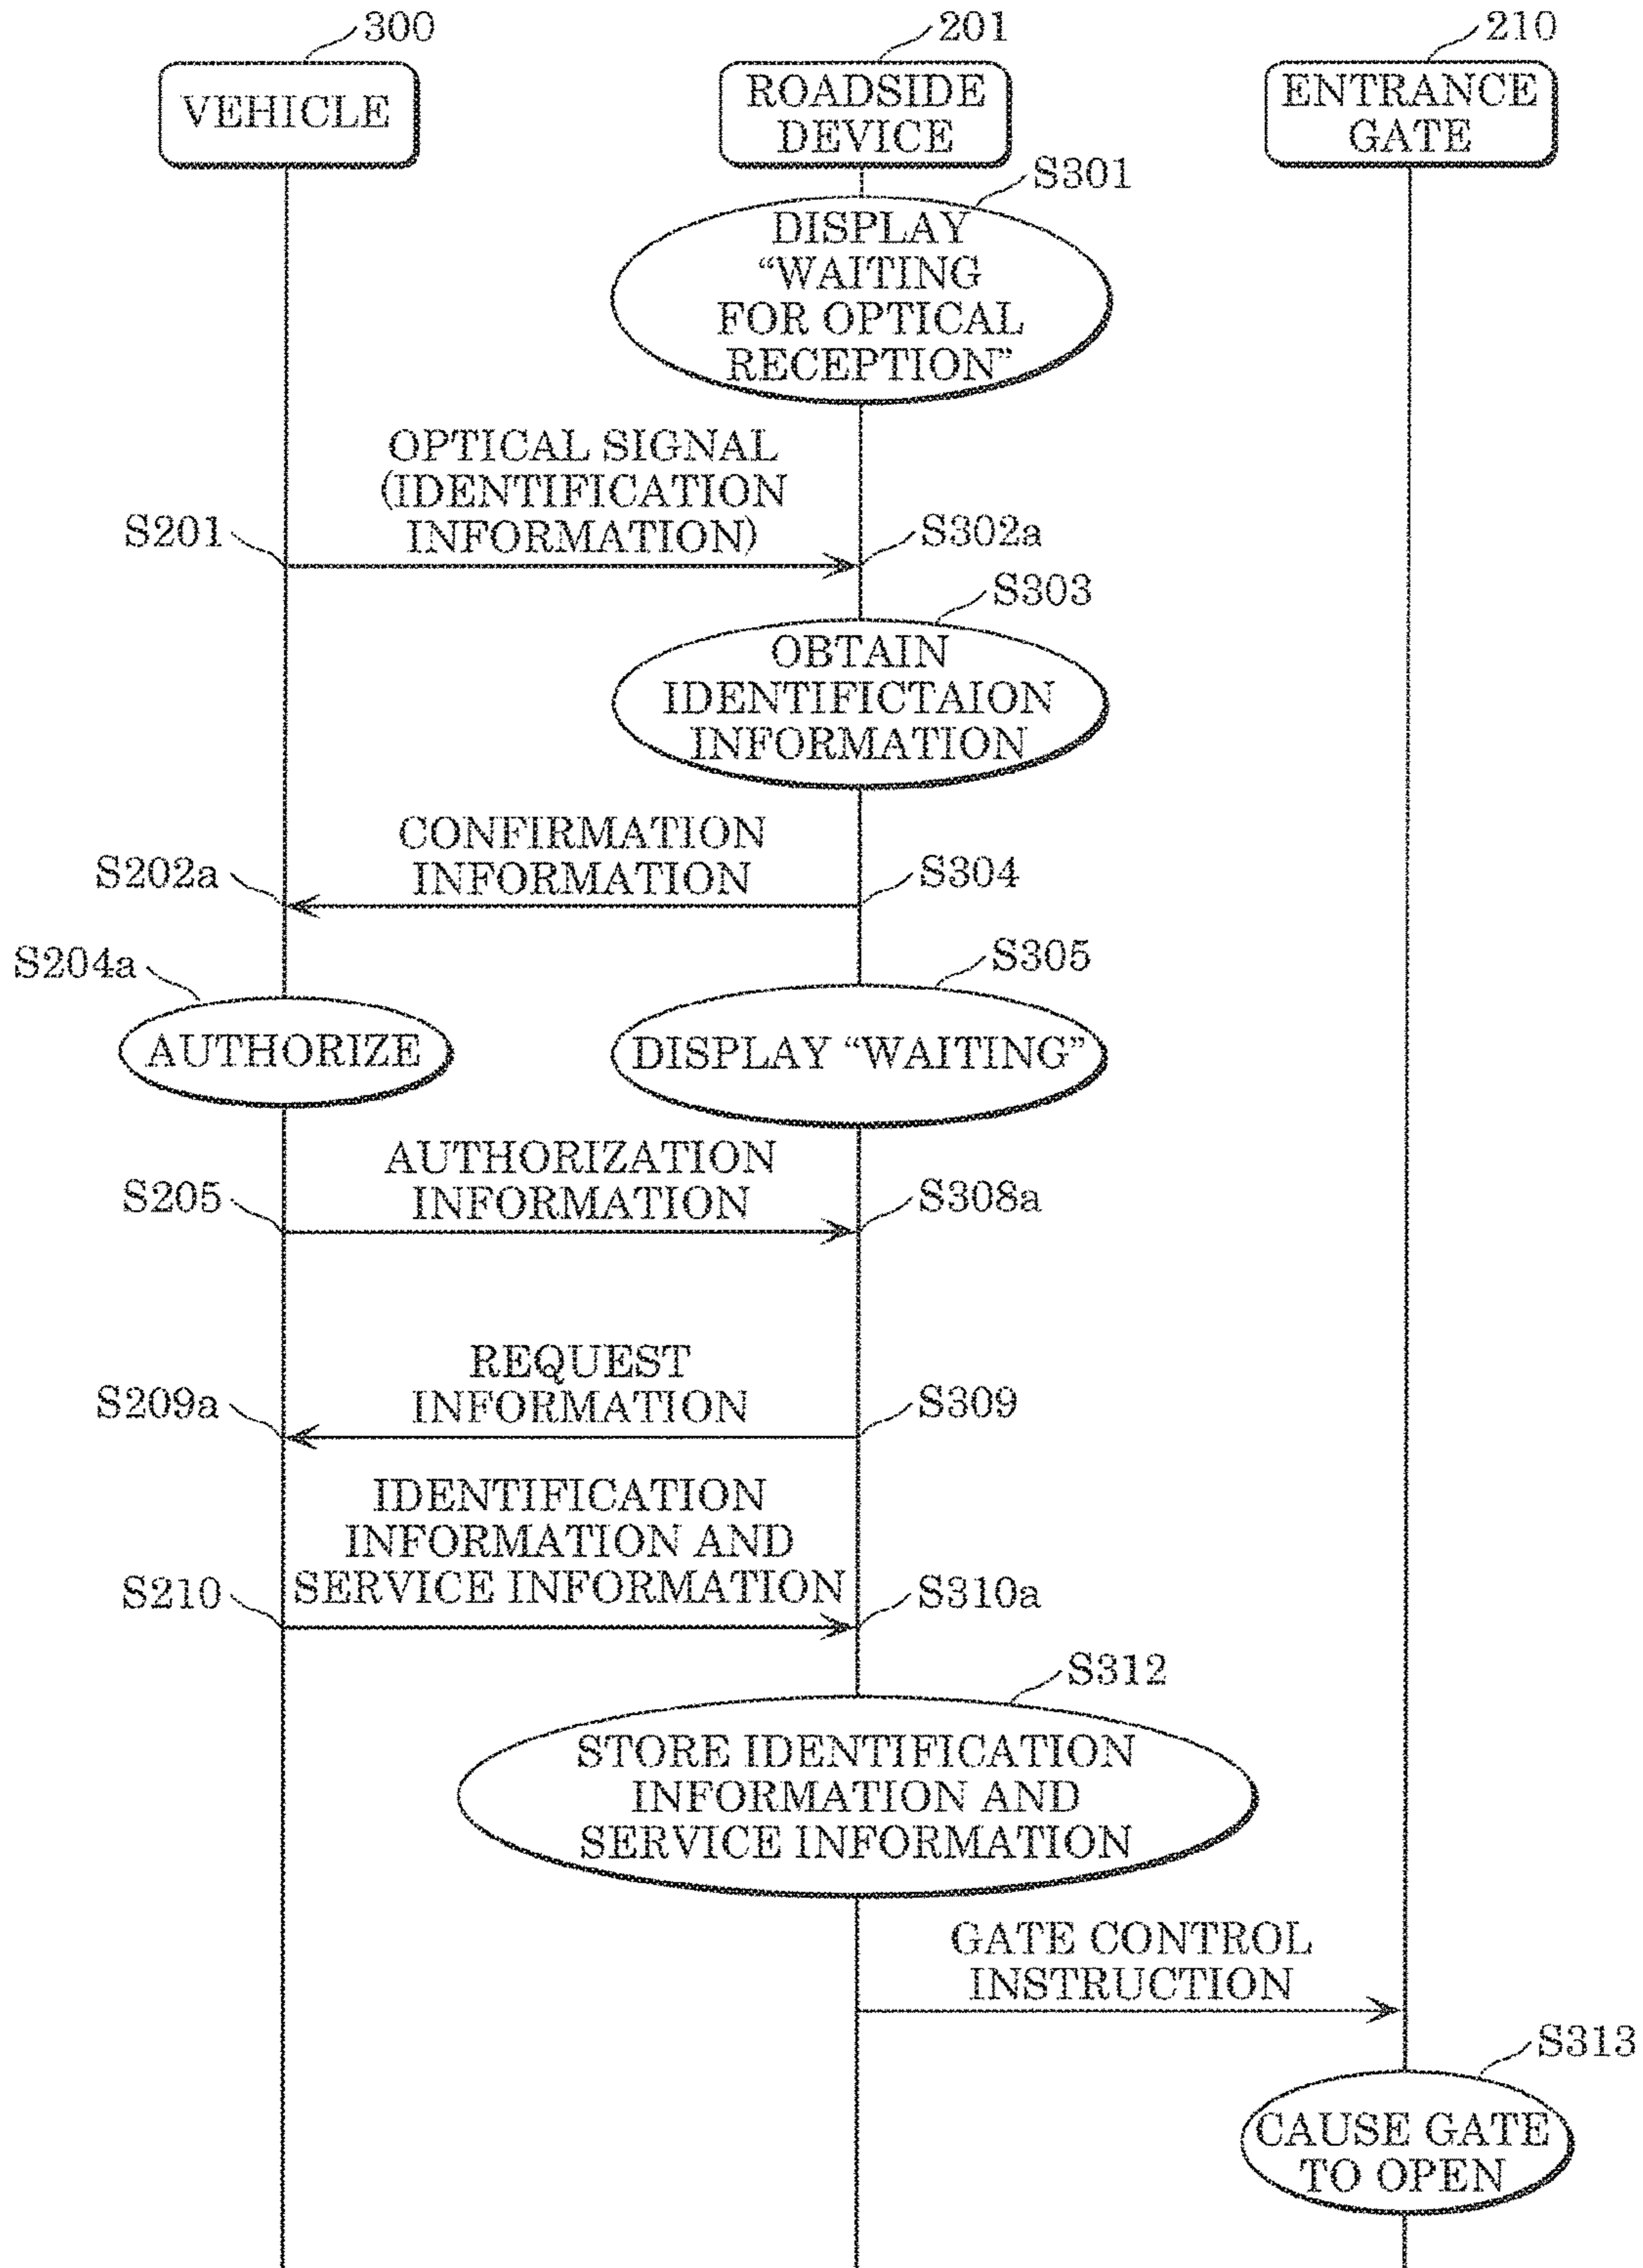 300
201
210
VEHICLE
ROADSIDE
DEVICE
ENTRANCE
GATE
S301
DISPLAY
“WAITING
FOR OPTICAL
RECEPTION”
OPTICAL SIGNAL
(IDENTIFICATION
INFORMATION)
S201
S302a
S303
OBTAIN
IDENTIFICTAION
INFORMATION
CONFIRMATION
INFORMATION
S202a
S304
S204a
S305
AUTHORIZE
DISPLAY “WAITING”
AUTHORIZATION
INFORMATION
S205
S308a
REQUEST
INFORMATION
S209a
S309
IDENTIFICATION
INFORMATION AND
SERVICE INFORMATION
S210
S310a
S312
STORE IDENTIFICATION
INFORMATION AND
SERVICE INFORMATION
GATE CONTROL
INSTRUCTION
S313
CAUSE GATE
TO OPEN